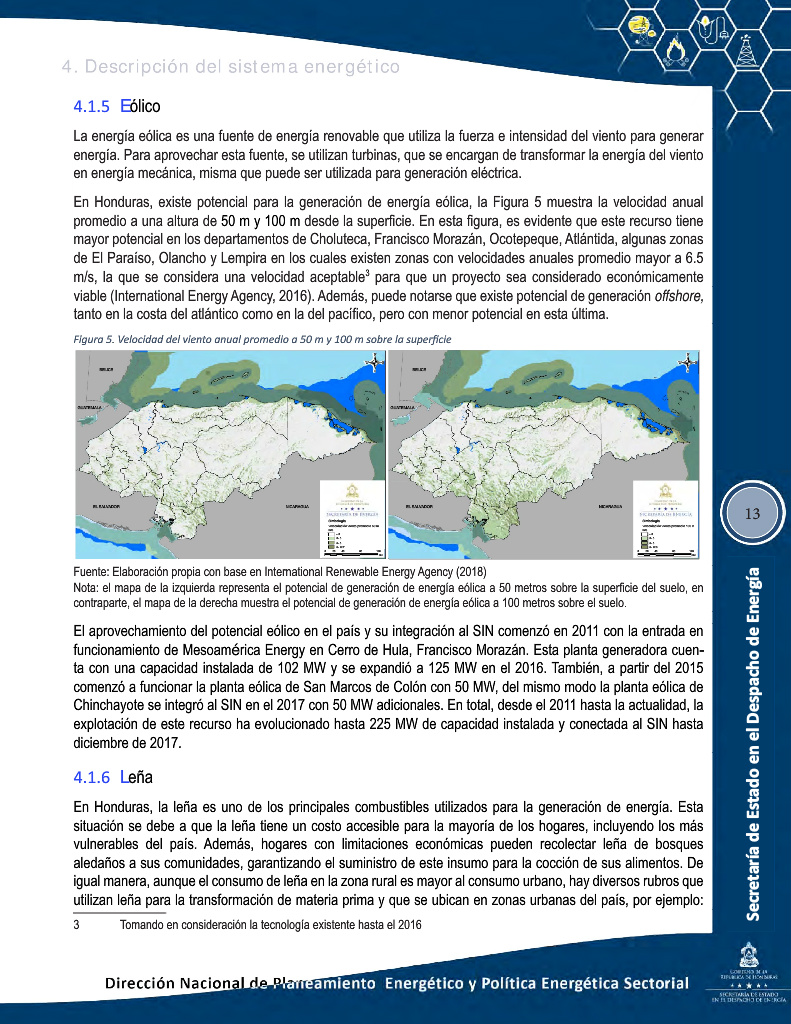 4. Descripción del sistema energético
4.1.5 Eólico
La energía eólica es una fuente de energía renovable que utiliza la fuerza e intensidad del viento para generar
energía. Para aprovechar esta fuente, se utilizan turbinas, que se encargan de transformar la energía del viento
en energía mecánica, misma que puede ser utilizada para generación eléctrica.
En Honduras, existe potencial para la generación de energía eólica, la Figura 5 muestra la velocidad anual
promedio a una altura de 50 m y 100 m desde la superficie. En esta figura, es evidente que este recurso tiene
mayor potencial en los departamentos de Choluteca, Francisco Morazán, Ocotepeque, Atlántida, algunas zonas
de El Paraíso, Olancho y Lempira en los cuales existen zonas con velocidades anuales promedio mayor a 6.5
m/s, la que se considera una velocidad aceptable³ para que un proyecto sea considerado económicamente
viable (International Energy Agency, 2016). Además, puede notarse que existe potencial de generación offshore,
tanto en la costa del atlántico como en la del pacífico, pero con menor potencial en esta última.
Figura 5. Velocidad del viento anual promedio a 50 m y 100 m sobre la superficie
BELICE
GUATEMALA
EL SALVADOR
NICARAGUA
BELICE
GUATEMALA
EL SALVADOR
NICARAGUA
Fuente: Elaboración propia con base en International Renewable Energy Agency (2018)
Nota: el mapa de la izquierda representa el potencial de generación de energía eólica a 50 metros sobre la superficie del suelo, en
contraparte, el mapa de la derecha muestra el potencial de generación de energía eólica a 100 metros sobre el suelo.
El aprovechamiento del potencial eólico en el país y su integración al SIN comenzó en 2011 con la entrada en
funcionamiento de Mesoamérica Energy en Cerro de Hula, Francisco Morazán. Esta planta generadora cuen-
ta con una capacidad instalada de 102 MW y se expandió a 125 MW en el 2016. También, a partir del 2015
comenzó a funcionar la planta eólica de San Marcos de Colón con 50 MW, del mismo modo la planta eólica de
Chinchayote se integró al SIN en el 2017 con 50 MW adicionales. En total, desde el 2011 hasta la actualidad, la
explotación de este recurso ha evolucionado hasta 225 MW de capacidad instalada y conectada al SIN hasta
diciembre de 2017.
4.1.6 Leña
En Honduras, la leña es uno de los principales combustibles utilizados para la generación de energía. Esta
situación se debe a que la leña tiene un costo accesible para la mayoría de los hogares, incluyendo los más
vulnerables del país. Además, hogares con limitaciones económicas pueden recolectar leña de bosques
aledaños a sus comunidades, garantizando el suministro de este insumo para la cocción de sus alimentos. De
igual manera, aunque el consumo de leña en la zona rural es mayor al consumo urbano, hay diversos rubros que
utilizan leña para la transformación de materia prima y que se ubican en zonas urbanas del país, por ejemplo:
3 Tomando en consideración la tecnología existente hasta el 2016
Dirección Nacional de Planeamiento Energético y Política Energética Sectorial
13
Secretaría de Estado en el Despacho de Energía
GOBIERNO DE LA
REPÚBLICA DE HONDURAS
SECRETARÍA DE ESTADO
EN EL DESPACHO DE ENERGÍA